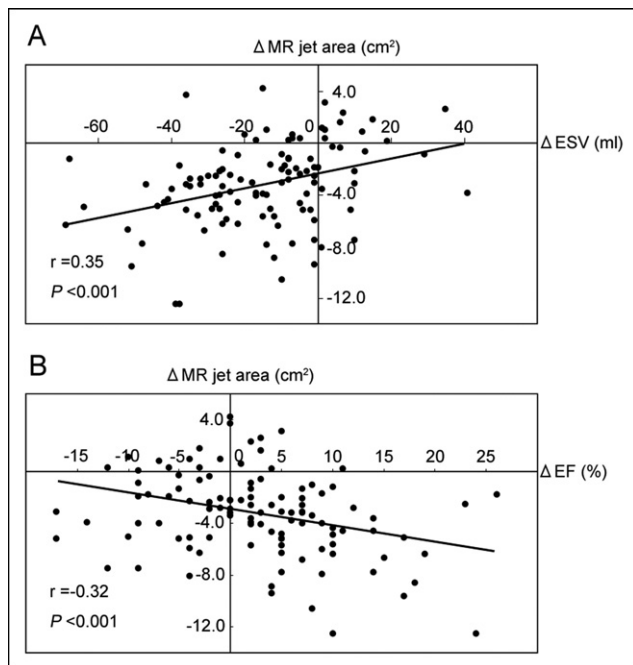 A
Δ MR jet area (cm²)
4.0
-60 -40 -20 0 20 40
Δ ESV (ml)
-4.0
-8.0
-12.0
r =0.35
P <0.001
B
Δ MR jet area (cm²)
4.0
-15 -10 -5 0 5 10 15 20 25
Δ EF (%)
-4.0
-8.0
-12.0
r =-0.32
P <0.001